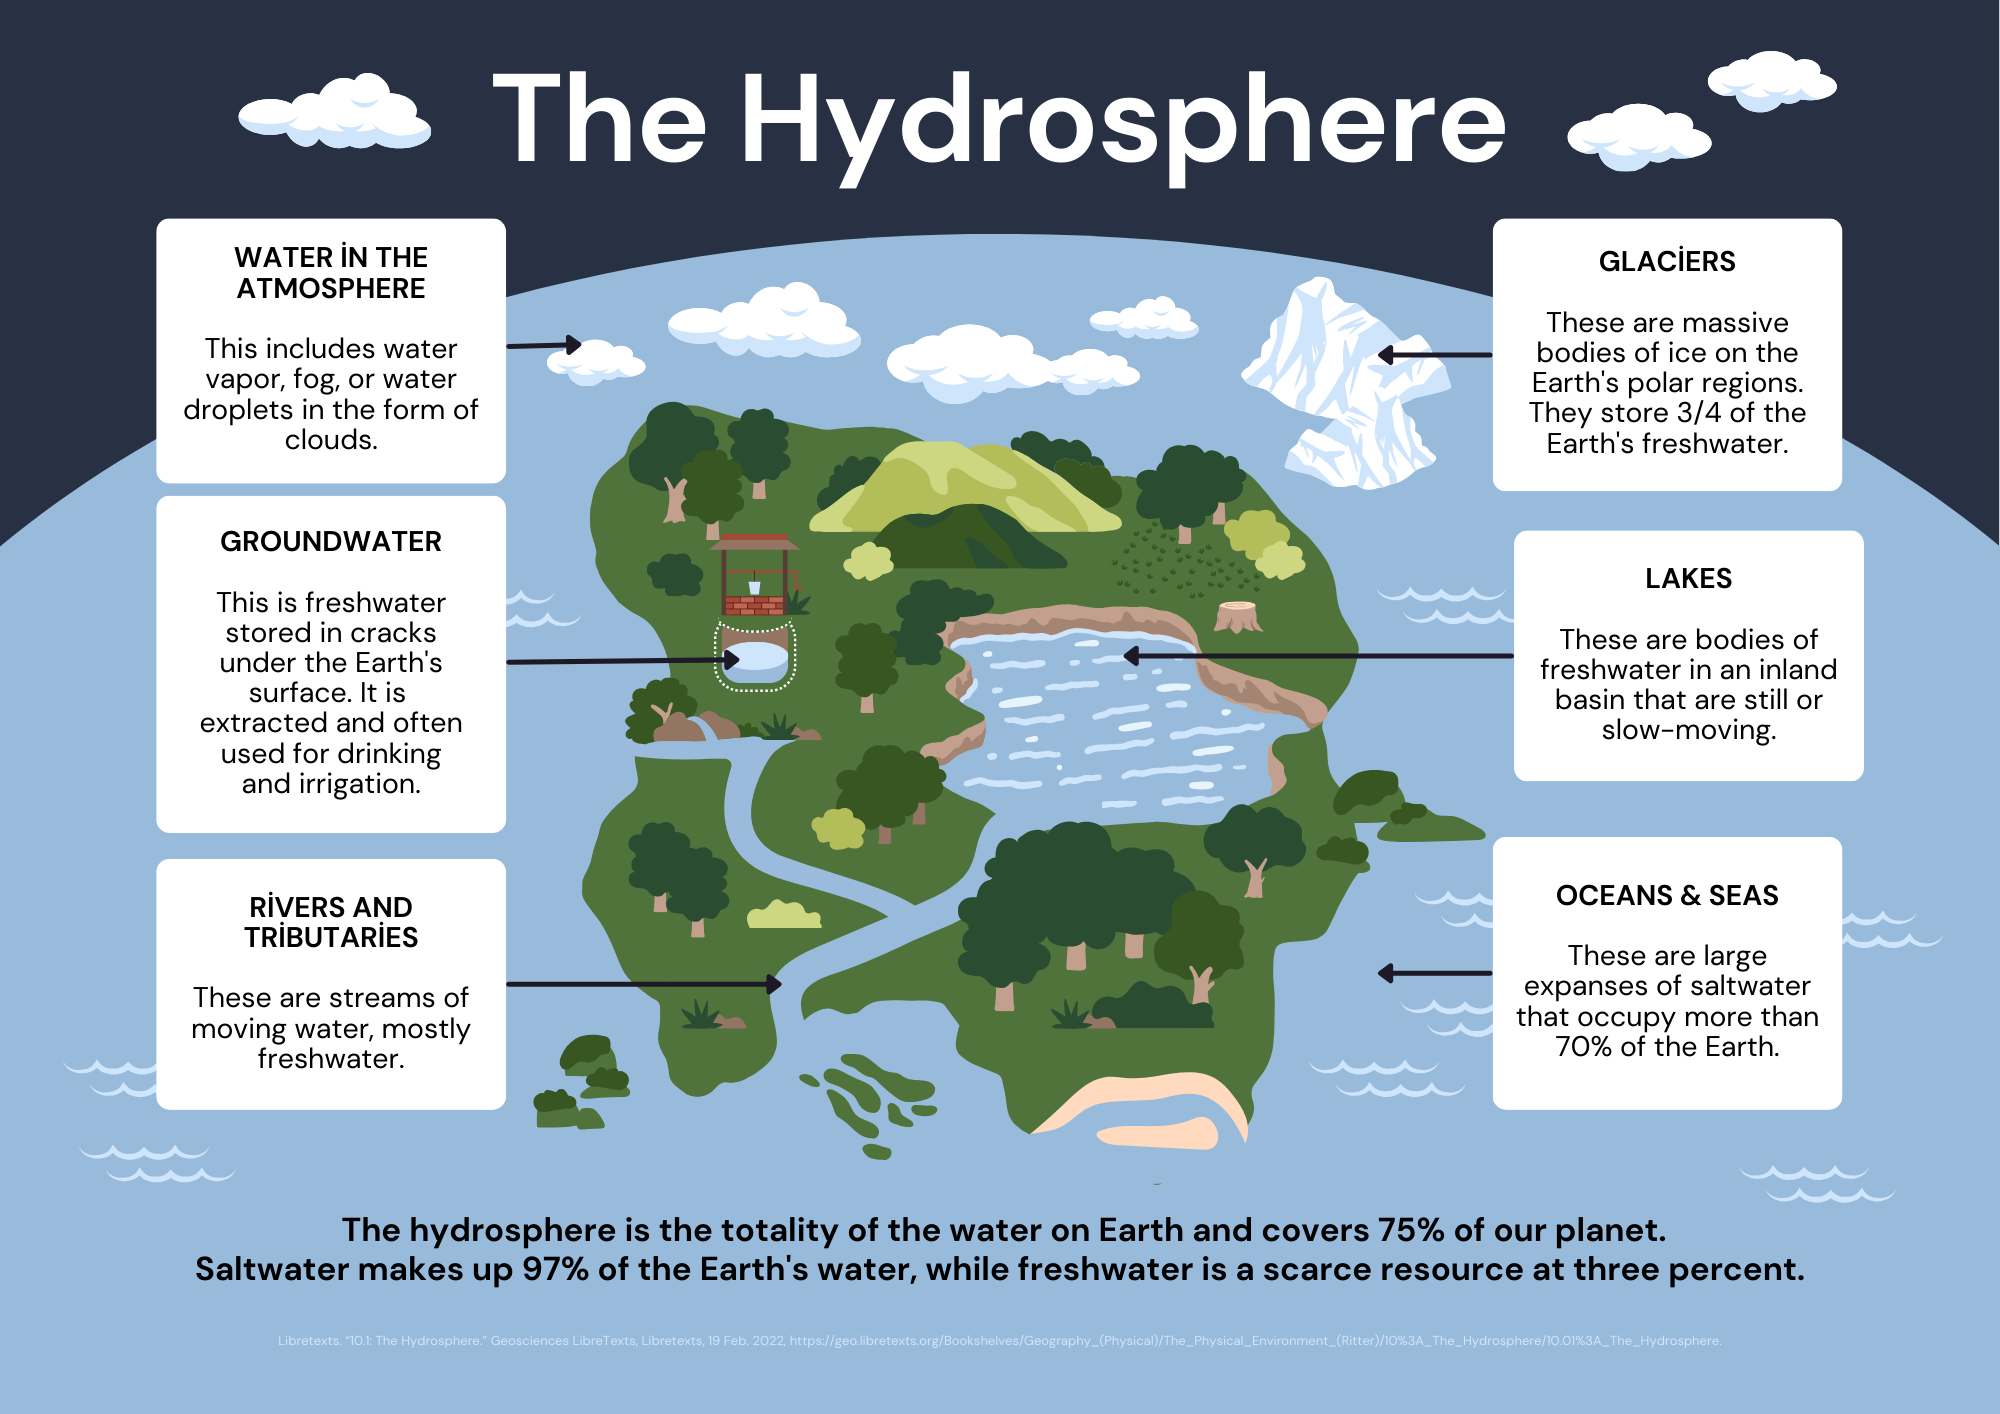 The Hydrosphere
WATER İN THE
ATMOSPHERE
This includes water
vapor, fog, or water
droplets in the form of
clouds.
GROUNDWATER
This is freshwater
stored in cracks
under the Earth's
surface. It is
extracted and often
used for drinking
and irrigation.
RİVERS AND
TRİBUTARİES
These are streams of
moving water, mostly
freshwater.
GLACİERS
These are massive
bodies of ice on the
Earth's polar regions.
They store 3/4 of the
Earth's freshwater.
LAKES
These are bodies of
freshwater in an inland
basin that are still or
slow-moving.
OCEANS & SEAS
These are large
expanses of saltwater
that occupy more than
70% of the Earth.
The hydrosphere is the totality of the water on Earth and covers 75% of our planet.
Saltwater makes up 97% of the Earth's water, while freshwater is a scarce resource at three percent.
Libretexts. “10.1: The Hydrosphere.” Geosciences LibreTexts, Libretexts, 19 Feb. 2022, https://geo.libretexts.org/Bookshelves/Geography_(Physical)/The_Physical_Environment_(Ritter)/10%3A_The_Hydrosphere/10.01%3A_The_Hydrosphere.